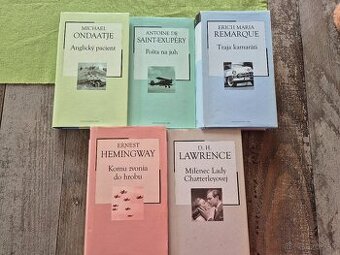 MICHAEL
ONDAATJE
Anglický pacient
ANTOINE DE
SAINT-EXUPÉRY
Pošta na juh
ERICH MARIA
REMARQUE
Traja kamaráti
ERNEST
HEMINGWAY
Komu zvonia
do hrobu
D. H.
LAWRENCE
Milenec Lady
Chatterleyovej